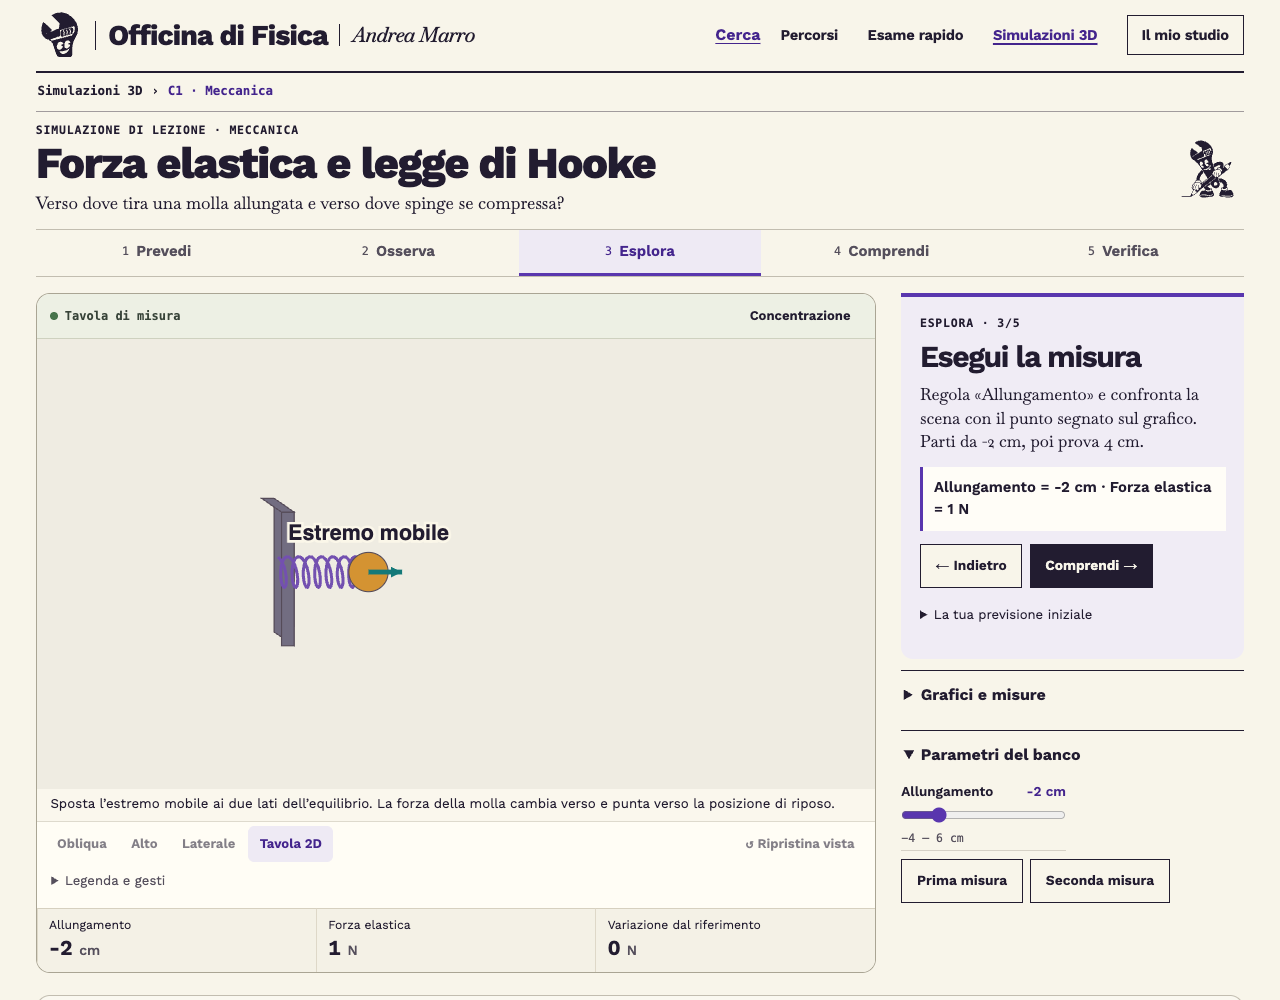 Officina di Fisica
Andrea Marro
Cerca
Percorsi
Esame rapido
Simulazioni 3D
Il mio studio
Simulazioni 3D › C1 · Meccanica
SIMULAZIONE DI LEZIONE · MECCANICA
Forza elastica e legge di Hooke
Verso dove tira una molla allungata e verso dove spinge se compressa?
1 Prevedi
2 Osserva
3 Esplora
4 Comprendi
5 Verifica
Tavola di misura
Concentrazione
Estremo mobile
Sposta l’estremo mobile ai due lati dell’equilibrio. La forza della molla cambia verso e punta verso la posizione di riposo.
Obliqua
Alto
Laterale
Tavola 2D
↺ Ripristina vista
▶ Legenda e gesti
Allungamento
-2 cm
Forza elastica
1 N
Variazione dal riferimento
0 N
ESPLORA · 3/5
Esegui la misura
Regola «Allungamento» e confronta la
scena con il punto segnato sul grafico.
Parti da -2 cm, poi prova 4 cm.
Allungamento = -2 cm · Forza elastica
= 1 N
← Indietro
Comprendi →
▶ La tua previsione iniziale
▶ Grafici e misure
▼ Parametri del banco
Allungamento
-2 cm
−4 — 6 cm
Prima misura
Seconda misura